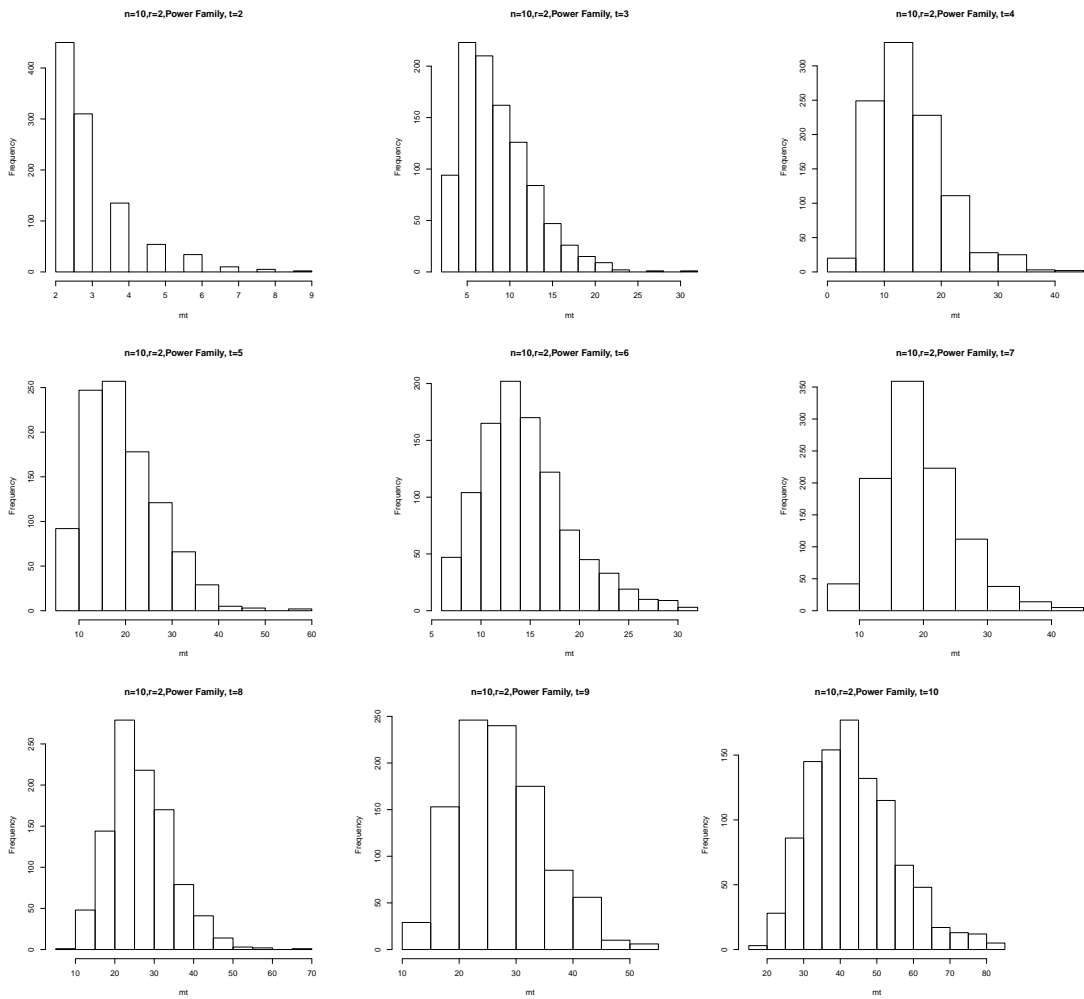 n=10,r=2,Power Family, t=2
Frequency
0 100 200 300 400
2 3 4 5 6 7 8 9
mt
n=10,r=2,Power Family, t=3
Frequency
0 50 100 150 200
5 10 15 20 25 30
mt
n=10,r=2,Power Family, t=4
Frequency
0 50 100 150 200 250 300
0 10 20 30 40
mt
n=10,r=2,Power Family, t=5
Frequency
0 50 100 150 200 250
10 20 30 40 50 60
mt
n=10,r=2,Power Family, t=6
Frequency
0 50 100 150 200
5 10 15 20 25 30
mt
n=10,r=2,Power Family, t=7
Frequency
0 50 100 150 200 250 300 350
10 20 30 40
mt
n=10,r=2,Power Family, t=8
Frequency
0 50 100 150 200 250
10 20 30 40 50 60 70
mt
n=10,r=2,Power Family, t=9
Frequency
0 50 100 150 200 250
10 20 30 40 50
mt
n=10,r=2,Power Family, t=10
Frequency
0 50 100 150
20 30 40 50 60 70 80
mt